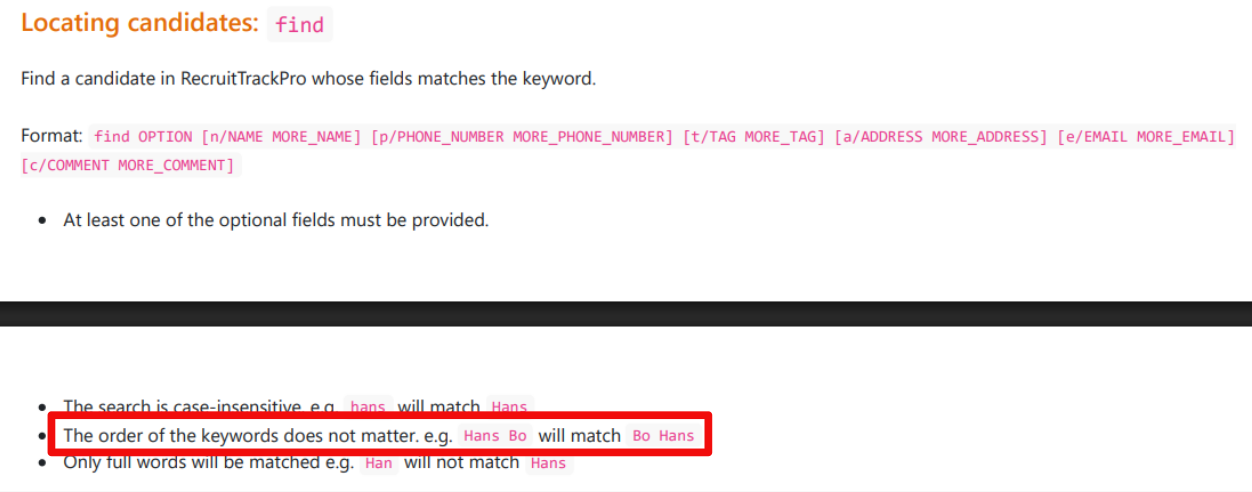 Locating candidates: find
Find a candidate in RecruitTrackPro whose fields matches the keyword.
Format: find OPTION [n/NAME MORE_NAME] [p/PHONE_NUMBER MORE_PHONE_NUMBER] [t/TAG MORE_TAG] [a/ADDRESS MORE_ADDRESS] [e/EMAIL MORE_EMAIL]
[c/COMMENT MORE_COMMENT]
• At least one of the optional fields must be provided.
• The search is case-insensitive. e.g. hans will match Hans
• The order of the keywords does not matter. e.g. Hans Bo will match Bo Hans
• Only full words will be matched e.g. Han will not match Hans